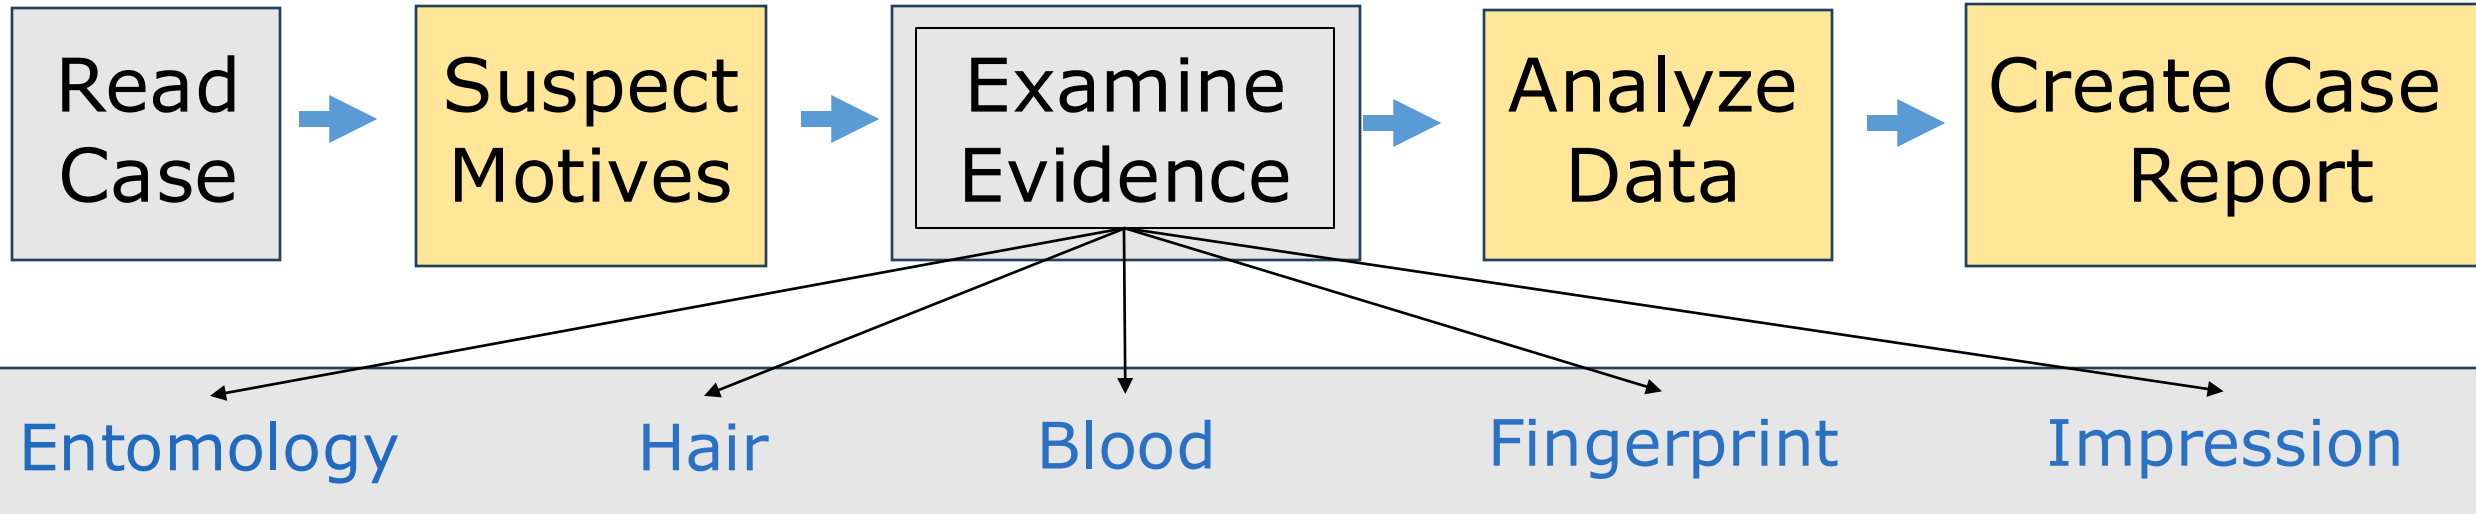 Read
Case
Suspect
Motives
Examine
Evidence
Analyze
Data
Create Case
Report
Entomology
Hair
Blood
Fingerprint
Impression